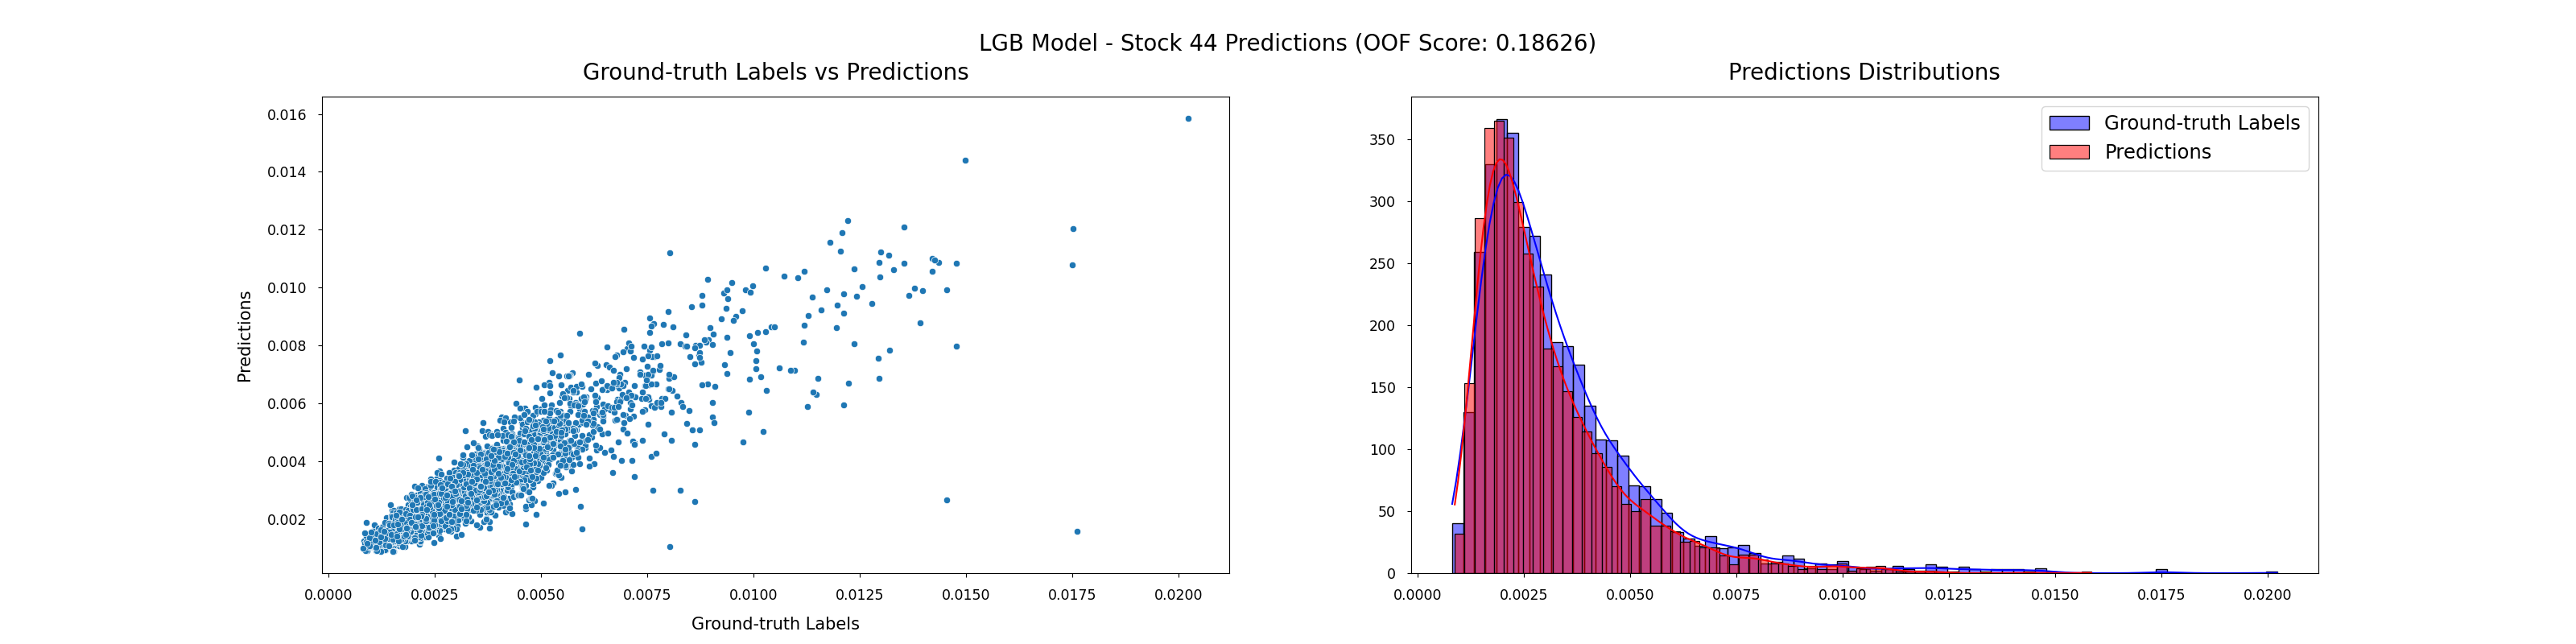 LGB Model - Stock 44 Predictions (OOF Score: 0.18626)
Ground-truth Labels vs Predictions
Predictions
0.016
0.014
0.012
0.010
0.008
0.006
0.004
0.002
0.0000 0.0025 0.0050 0.0075 0.0100 0.0125 0.0150 0.0175 0.0200
Ground-truth Labels
Predictions Distributions
Ground-truth Labels
Predictions
350
300
250
200
150
100
50
0
0.0000 0.0025 0.0050 0.0075 0.0100 0.0125 0.0150 0.0175 0.0200